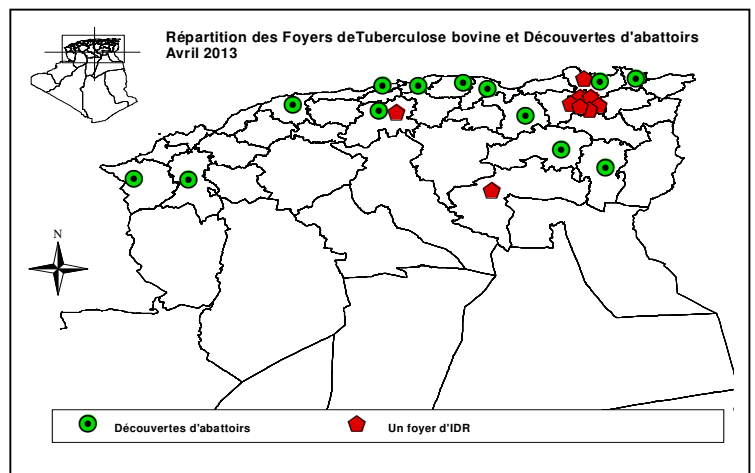 Répartition des Foyers deTuberculose bovine et Découvertes d'abattoirs
Avril 2013
N
Découvertes d'abattoirs
Un foyer d'IDR